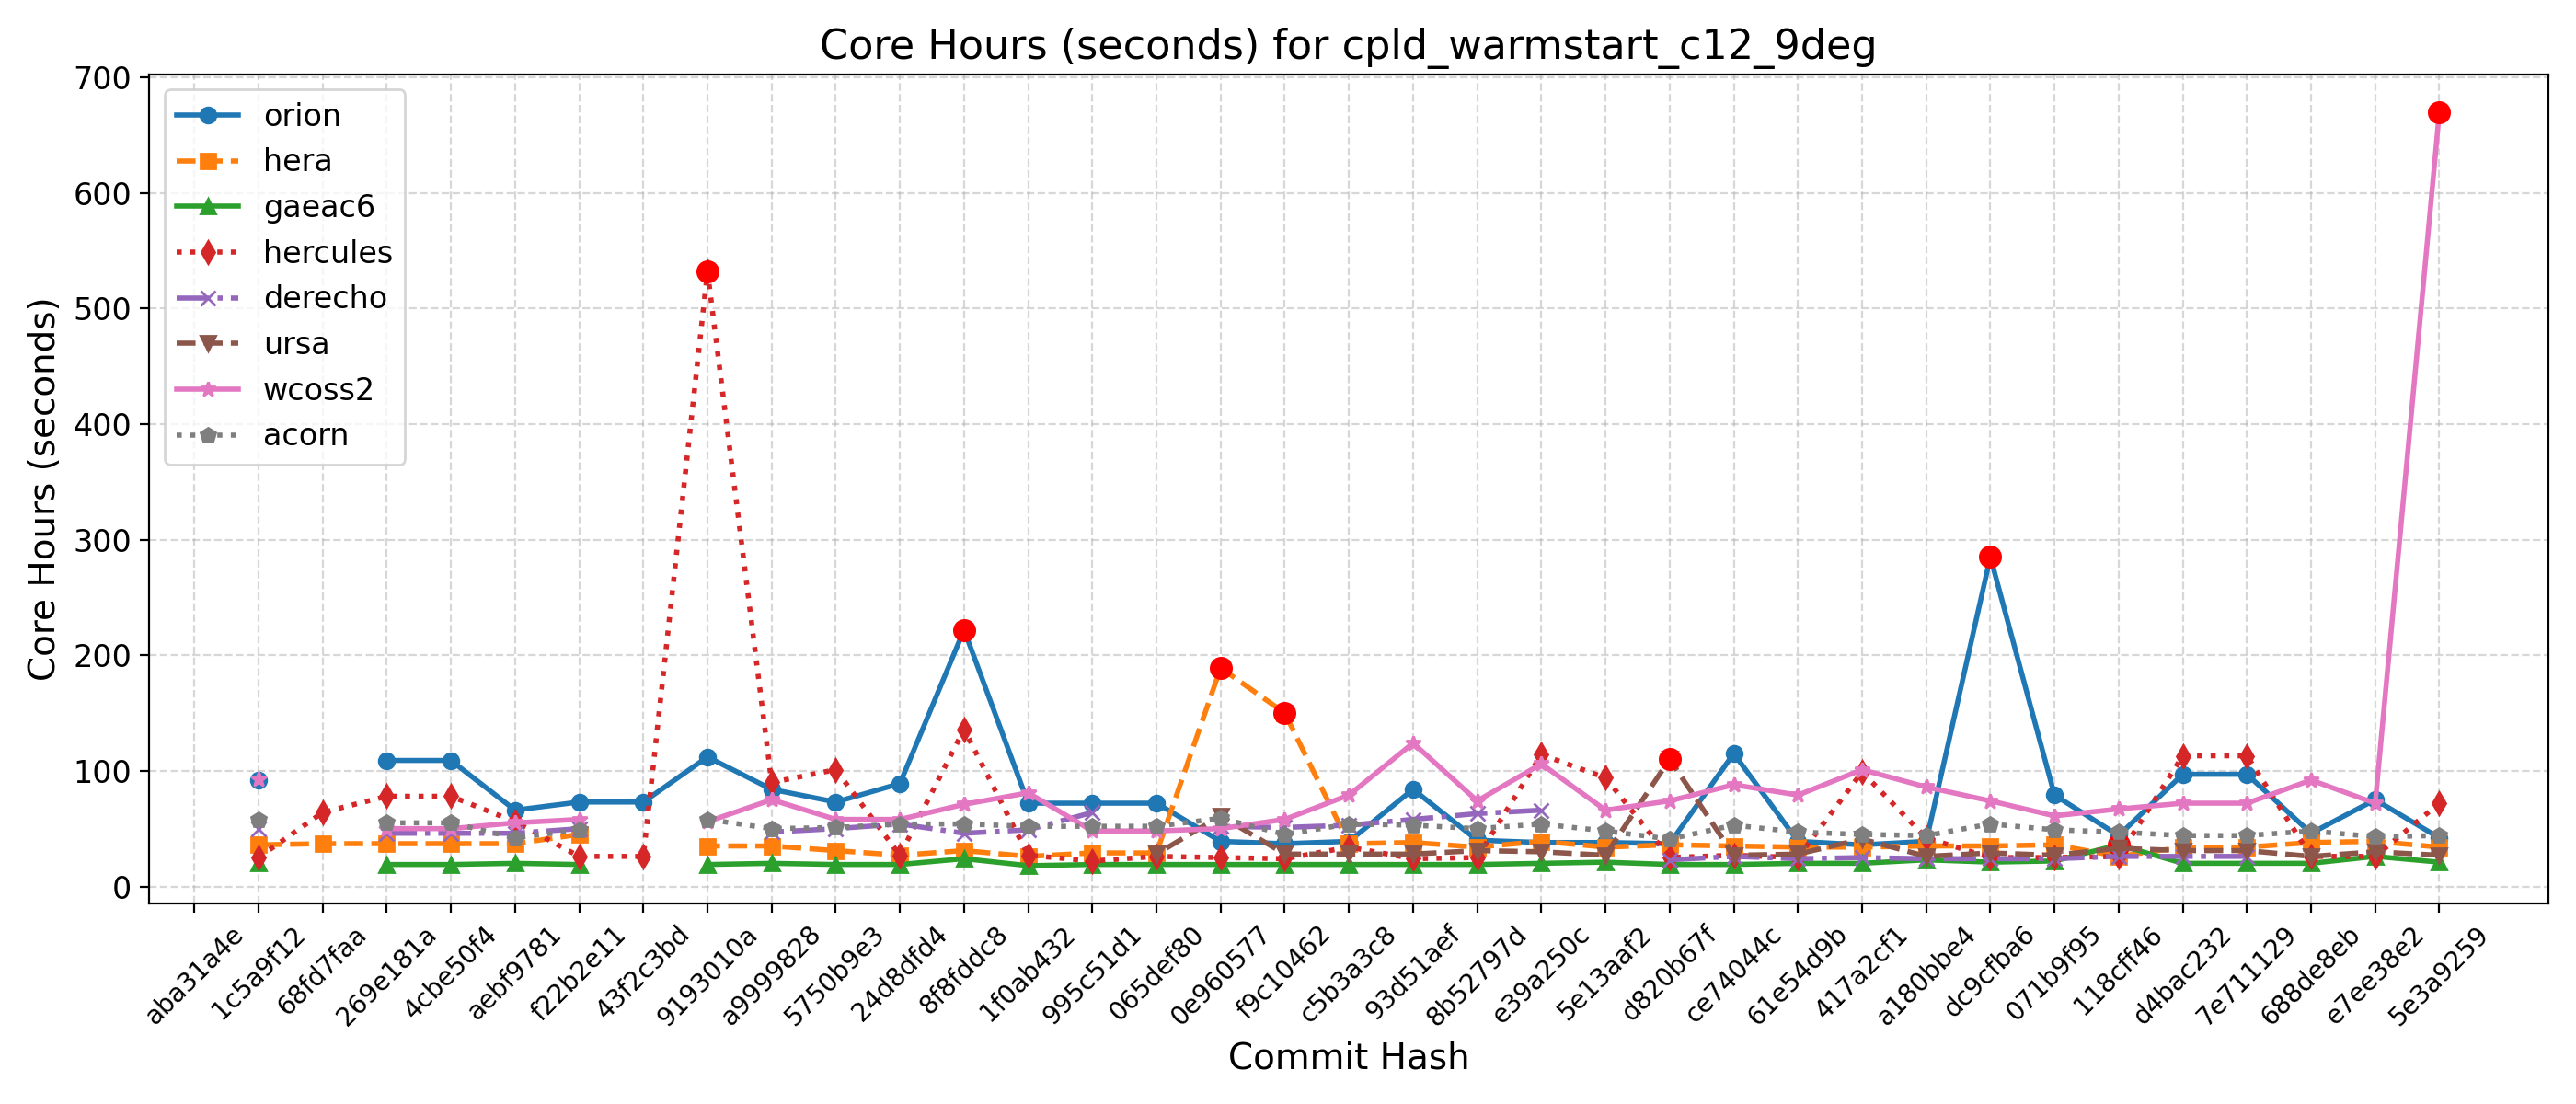 Core Hours (seconds) for cpld_warmstart_c12_9deg
Core Hours (seconds)
700
600
500
400
300
200
100
0
orion
hera
gaeac6
hercules
derecho
ursa
wcoss2
acorn
aba31a4e
1c5a9f12
68fd7faa
269e181a
4cbe50f4
aebf9781
f22b2e11
43f2c3bd
9193010a
a9999828
5750b9e3
24d8dfd4
8f8fddc8
1f0ab432
995c51d1
065def80
0e960577
f9c10462
c5b3a3c8
93d51aef
8b52797d
e39a250c
5e13aaf2
d820b67f
ce74044c
61e54d9b
417a2cf1
a180bbe4
dc9cfba6
071b9f95
118cff46
d4bac232
7e711129
688de8eb
e7ee38e2
5e3a9259
Commit Hash